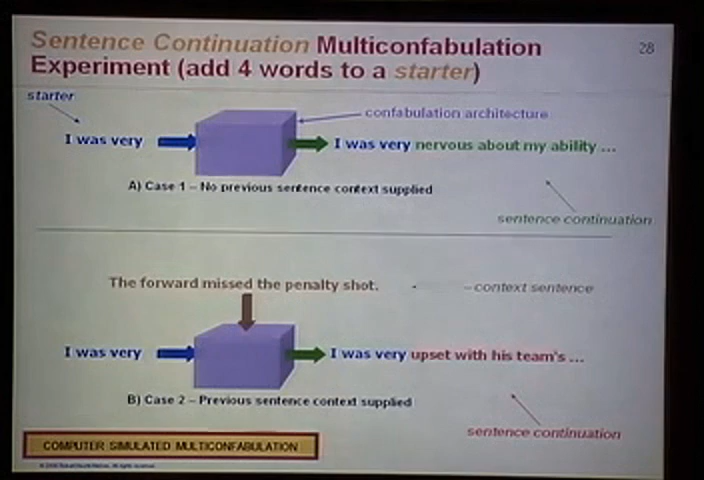 Sentence Continuation Multiconfabulation
28
Experiment (add 4 words to a starter)
starter
confabulation architecture
I was very
I was very nervous about my ability ...
A) Case 1 – No previous sentence context supplied
sentence continuation
The forward missed the penalty shot.
context sentence
I was very
I was very upset with his team's ...
B) Case 2 – Previous sentence context supplied
sentence continuation
COMPUTER SIMULATED MULTICONFABULATION